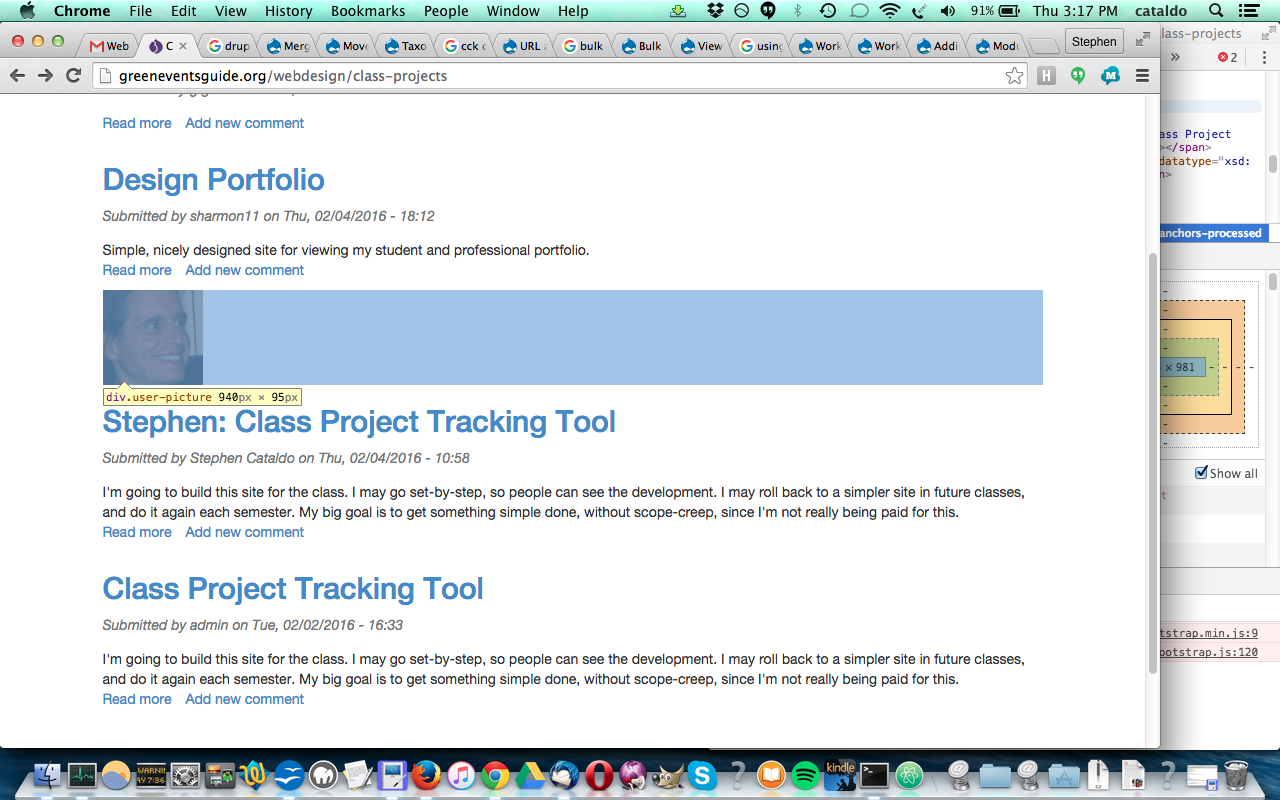 Chrome File Edit View History Bookmarks People Window Help 91% Thu 3:17 PM cataldo
Web C drup Merg Move Taxo cck URL bulk Bulk View using Work Work Addi Mod Stephen
lass-projects
greeneventsguide.org/webdesign/class-projects
H M
» 2
Read more Add new comment
ass Project
></span>
datatype="xsd:
n>
Design Portfolio
Submitted by sharmon11 on Thu, 02/04/2016 - 18:12
anchors-processed
Simple, nicely designed site for viewing my student and professional portfolio.
Read more Add new comment
× 981
div.user-picture 940px × 95px
Stephen: Class Project Tracking Tool
Submitted by Stephen Cataldo on Thu, 02/04/2016 - 10:58
Show all
I'm going to build this site for the class. I may go set-by-step, so people can see the development. I may roll back to a simpler site in future classes,
and do it again each semester. My big goal is to get something simple done, without scope-creep, since I'm not really being paid for this.
Read more Add new comment
Class Project Tracking Tool
Submitted by admin on Tue, 02/02/2016 - 16:33
tstrap.min.js:9
ootstrap.js:120
I'm going to build this site for the class. I may go set-by-step, so people can see the development. I may roll back to a simpler site in future classes,
and do it again each semester. My big goal is to get something simple done, without scope-creep, since I'm not really being paid for this.
Read more Add new comment
WARNIN
AY 7:36
kindle